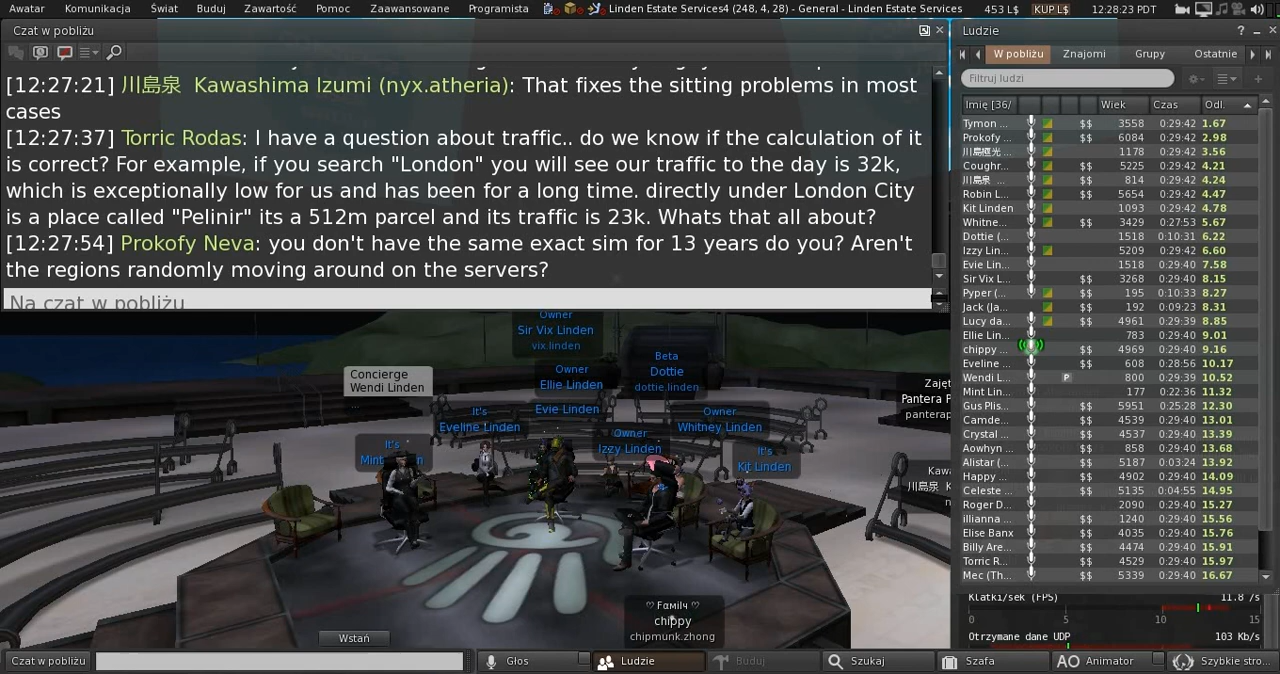 Awatar Komunikacja Świat Buduj Zawartość Pomoc Zaawansowane Programista Linden Estate Services4 (248, 4, 28) - General - Linden Estate Services 453 L$ KUP L$ 12:28:23 PDT
Czat w pobliżu
[12:27:21] 川島泉 Kawashima Izumi (nyx.atheria): That fixes the sitting problems in most
cases
[12:27:37] Torric Rodas: I have a question about traffic.. do we know if the calculation of it
is correct? For example, if you search "London" you will see our traffic to the day is 32k,
which is exceptionally low for us and has been for a long time. directly under London City
is a place called "Pelinir" its a 512m parcel and its traffic is 23k. Whats that all about?
[12:27:54] Prokofy Neva: you don't have the same exact sim for 13 years do you? Aren't
the regions randomly moving around on the servers?
Na czat w pobliżu
Owner
Sir Vix Linden
vix.linden
Beta
Dottie
dottie.linden
Concierge
Wendi Linden
Owner
Ellie Linden
Evie Linden
It's
Eveline Linden
Owner
Whitney Linden
Owner
Izzy Linden
It's
It's
Kit Linden
Zajęt
Pantera P
panterap
Kawa
川島泉 K
n
♡ Fαmilч ♡
chippy
chipmunk.zhong
Wstań
Ludzie
W pobliżu Znajomi Grupy Ostatnie
Filtruj ludzi
Imię [36/ Wiek Czas Odl.
Tymon ... $$ 3558 0:29:42 1.67
Prokofy ... $$ 6084 0:29:42 2.98
川島極光 ... 1178 0:29:42 3.56
Coughr... $$ 5225 0:29:42 4.21
川島泉 ... $$ 814 0:29:42 4.24
Robin L... $$ 5654 0:29:42 4.47
Kit Linden 1093 0:29:42 4.78
Whitne... $$ 3429 0:27:53 5.67
Dottie (... 1518 0:10:31 6.22
Izzy Lin... 5209 0:29:42 6.60
Evie Lin... 1518 0:29:40 7.58
Sir Vix L... $$ 3268 0:29:40 8.15
Pyper (... $$ 195 0:10:33 8.27
Jack (Ja... $$ 192 0:09:23 8.31
Lucy da... $$ 4961 0:29:39 8.85
Ellie Lin... 783 0:29:40 9.01
chippy ... $$ 4969 0:29:40 9.16
Eveline ... $$ 608 0:28:56 10.17
Wendi L... P 800 0:29:39 10.52
Mint Lin... 177 0:22:36 11.32
Gus Plis... $$ 5951 0:25:28 12.30
Camde... $$ 4539 0:29:40 13.01
Crystal ... $$ 4537 0:29:40 13.39
Aowhyn ... $$ 858 0:29:40 13.68
Alistar (... $$ 5187 0:03:24 13.92
Happy ... $$ 4902 0:29:40 14.09
Celeste ... $$ 5135 0:04:55 14.95
Roger D... 2090 0:29:40 15.27
illianna ... $$ 1240 0:29:40 15.56
Elise Banx $$ 4035 0:29:40 15.76
Billy Are... $$ 4474 0:29:40 15.91
Torric R... $$ 4529 0:29:40 15.97
Mec (Th... $$ 5339 0:29:40 16.67
Klatki/sek (FPS) 11.8 /s
0 5 10 15
Otrzymane dane UDP 103 Kb/s
Czat w pobliżu Głos Ludzie Buduj Szukaj Szafa AO Animator Szybkie stro...